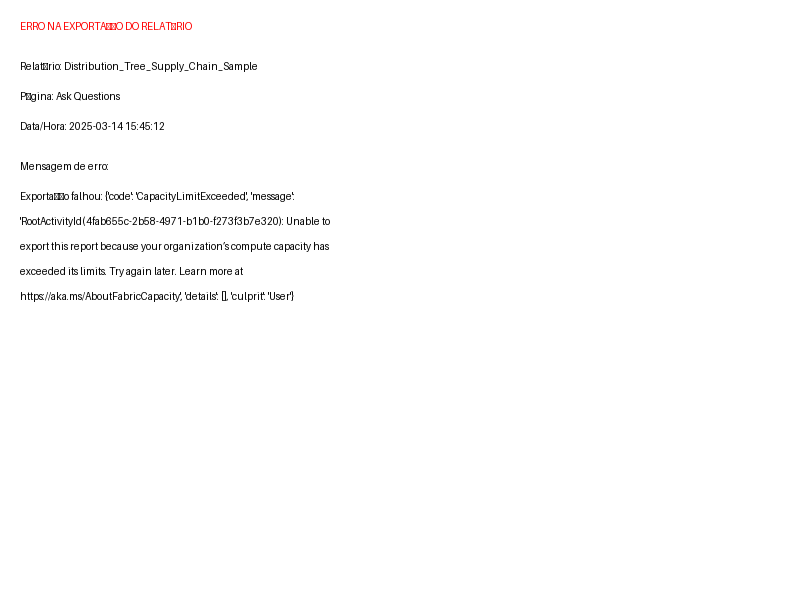 ERRO NA EXPORTA□□O DO RELAT□RIO
Relat□rio: Distribution_Tree_Supply_Chain_Sample
P□gina: Ask Questions
Data/Hora: 2025-03-14 15:45:12
Mensagem de erro:
Exporta□□o falhou: {'code': 'CapacityLimitExceeded', 'message':
'RootActivityId(4fab655c-2b58-4971-b1b0-f273f3b7e320): Unable to
export this report because your organization's compute capacity has
exceeded its limits. Try again later. Learn more at
https://aka.ms/AboutFabricCapacity', 'details': [], 'culprit': 'User'}